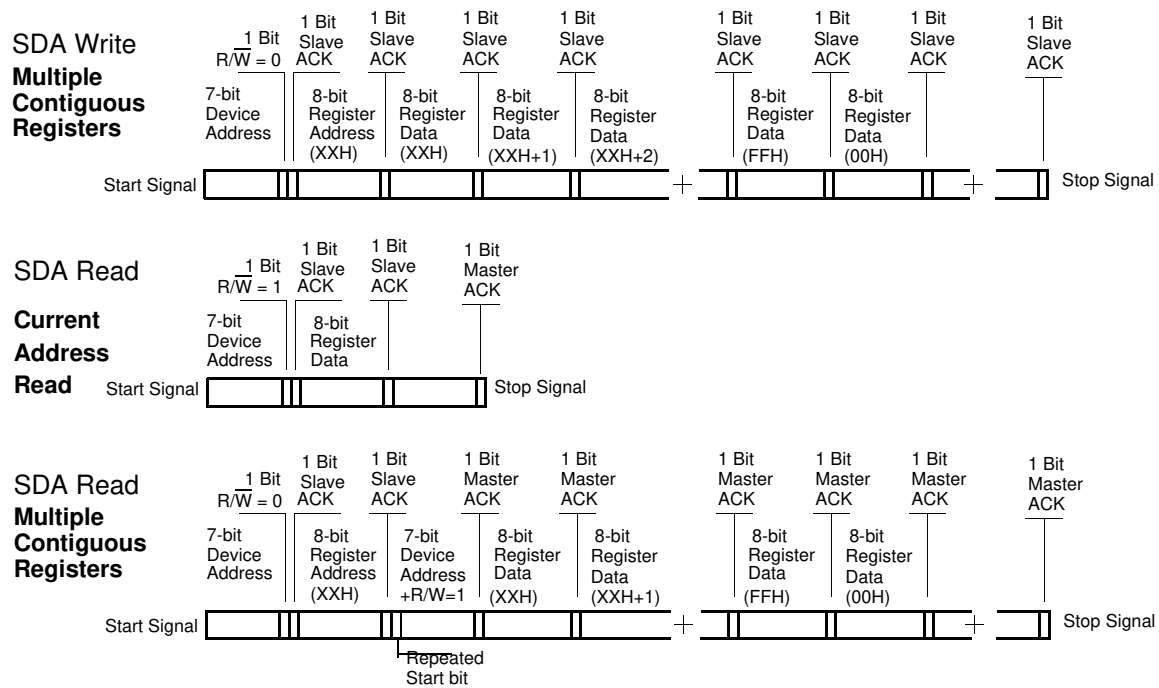 SDA Write
Multiple
Contiguous
Registers
1 Bit
R/W = 0
1 Bit
Slave
ACK
1 Bit
Slave
ACK
1 Bit
Slave
ACK
1 Bit
Slave
ACK
1 Bit
Slave
ACK
1 Bit
Slave
ACK
1 Bit
Slave
ACK
1 Bit
Slave
ACK
7-bit
Device
Address
8-bit
Register
Address
(XXH)
8-bit
Register
Data
(XXH)
8-bit
Register
Data
(XXH+1)
8-bit
Register
Data
(XXH+2)
8-bit
Register
Data
(FFH)
8-bit
Register
Data
(00H)
Start Signal
Stop Signal
SDA Read
Current
Address
Read
1 Bit
R/W = 1
1 Bit
Slave
ACK
1 Bit
Slave
ACK
1 Bit
Master
ACK
7-bit
Device
Address
8-bit
Register
Data
Start Signal
Stop Signal
SDA Read
Multiple
Contiguous
Registers
1 Bit
R/W = 0
1 Bit
Slave
ACK
1 Bit
Slave
ACK
1 Bit
Master
ACK
1 Bit
Master
ACK
1 Bit
Master
ACK
1 Bit
Master
ACK
1 Bit
Master
ACK
1 Bit
Master
ACK
7-bit
Device
Address
8-bit
Register
Address
(XXH)
7-bit
Device
Address
+R/W=1
8-bit
Register
Data
(XXH)
8-bit
Register
Data
(XXH+1)
8-bit
Register
Data
(FFH)
8-bit
Register
Data
(00H)
Start Signal
Stop Signal
Repeated
Start bit